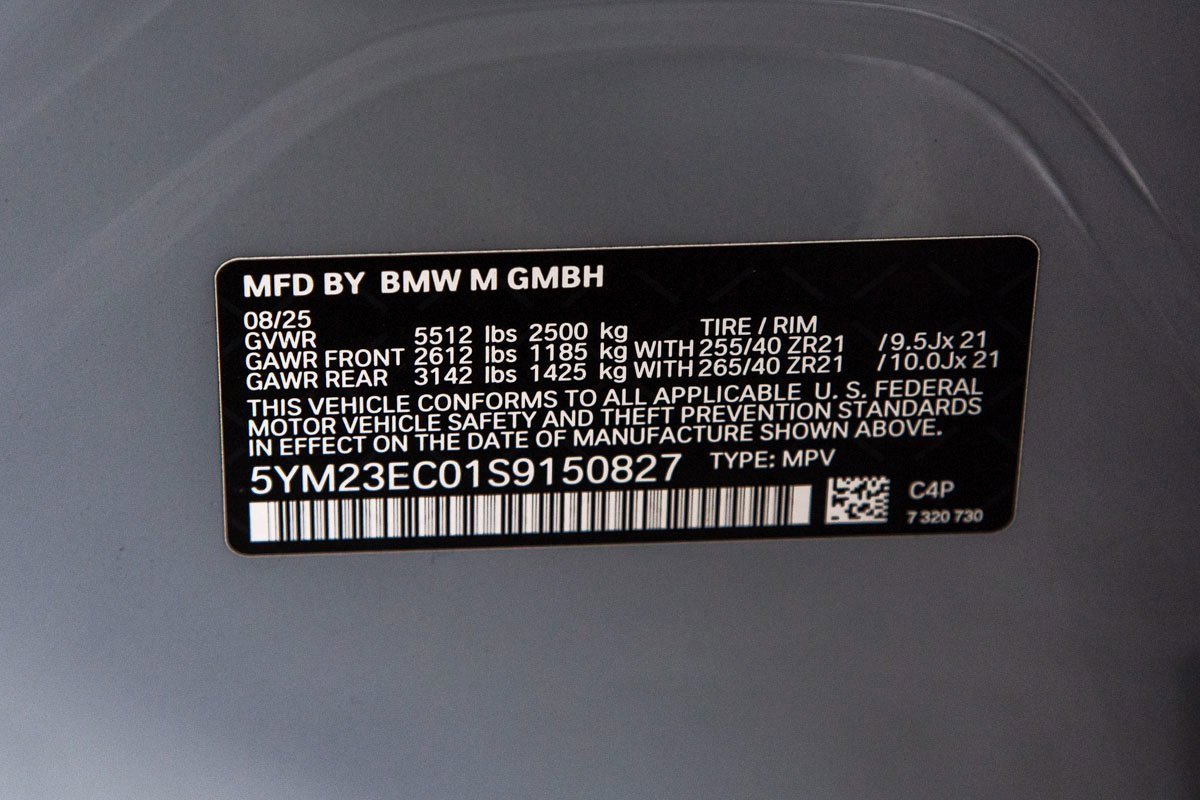 MFD BY BMW M GMBH
08/25
GVWR 5512 lbs 2500 kg TIRE / RIM
GAWR FRONT 2612 lbs 1185 kg WITH 255/40 ZR21 / 9.5Jx 21
GAWR REAR 3142 lbs 1425 kg WITH 265/40 ZR21 / 10.0Jx 21
THIS VEHICLE CONFORMS TO ALL APPLICABLE U. S. FEDERAL
MOTOR VEHICLE SAFETY AND THEFT PREVENTION STANDARDS
IN EFFECT ON THE DATE OF MANUFACTURE SHOWN ABOVE.
5YM23EC01S9150827 TYPE: MPV
C4P
7 320 730